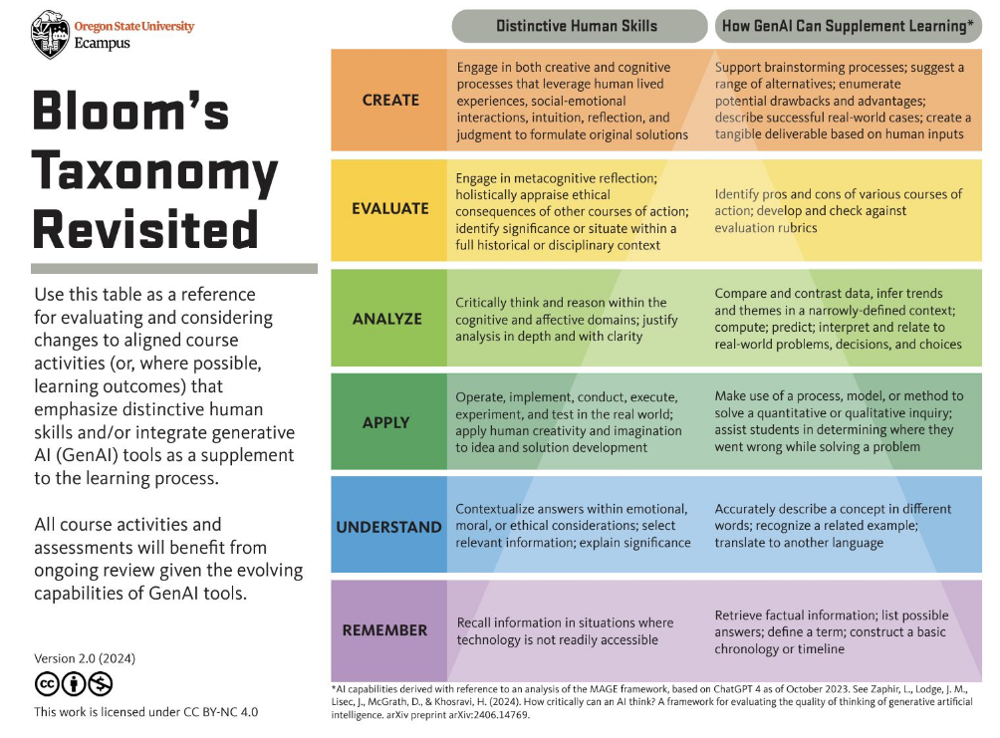 Oregon State University
Ecampus
Bloom's
Taxonomy
Revisited
Use this table as a reference
for evaluating and considering
changes to aligned course
activities (or, where possible,
learning outcomes) that
emphasize distinctive human
skills and/or integrate generative
AI (GenAI) tools as a supplement
to the learning process.
All course activities and
assessments will benefit from
ongoing review given the evolving
capabilities of GenAI tools.
Version 2.0 (2024)
cc
This work is licensed under CC BY-NC 4.0
Distinctive Human Skills
How GenAI Can Supplement Learning*
CREATE
Engage in both creative and cognitive
processes that leverage human lived
experiences, social-emotional
interactions, intuition, reflection, and
judgment to formulate original solutions
Support brainstorming processes; suggest a
range of alternatives; enumerate
potential drawbacks and advantages;
describe successful real-world cases; create a
tangible deliverable based on human inputs
EVALUATE
Engage in metacognitive reflection;
holistically appraise ethical
consequences of other courses of action;
identify significance or situate within a
full historical or disciplinary context
Identify pros and cons of various courses of
action; develop and check against
evaluation rubrics
ANALYZE
Critically think and reason within the
cognitive and affective domains; justify
analysis in depth and with clarity
Compare and contrast data, infer trends
and themes in a narrowly-defined context;
compute; predict; interpret and relate to
real-world problems, decisions, and choices
APPLY
Operate, implement, conduct, execute,
experiment, and test in the real world;
apply human creativity and imagination
to idea and solution development
Make use of a process, model, or method to
solve a quantitative or qualitative inquiry;
assist students in determining where they
went wrong while solving a problem
UNDERSTAND
Contextualize answers within emotional,
moral, or ethical considerations; select
relevant information; explain significance
Accurately describe a concept in different
words; recognize a related example;
translate to another language
REMEMBER
Recall information in situations where
technology is not readily accessible
Retrieve factual information; list possible
answers; define a term; construct a basic
chronology or timeline
*AI capabilities derived with reference to an analysis of the MAGE framework, based on ChatGPT 4 as of October 2023. See Zaphir, L., Lodge, J. M.,
Lisec, J., McGrath, D., & Khosravi, H. (2024). How critically can an AI think? A framework for evaluating the quality of thinking of generative artificial
intelligence. arXiv preprint arXiv:2406.14769.